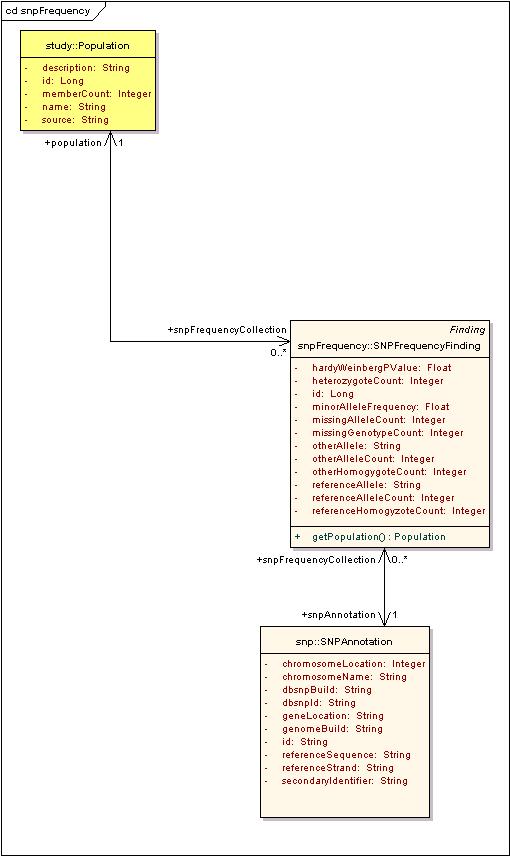 cd snpFrequency
study::Population
- description: String
- id: Long
- memberCount: Integer
- name: String
- source: String
+population 1
+snpFrequencyCollection
0..*
Finding
snpFrequency::SNPFrequencyFinding
- hardyWeinbergPValue: Float
- heterozygoteCount: Integer
- id: Long
- minorAlleleFrequency: Float
- missingAlleleCount: Integer
- missingGenotypeCount: Integer
- otherAllele: String
- otherAlleleCount: Integer
- otherHomogygoteCount: Integer
- referenceAllele: String
- referenceAlleleCount: Integer
- referenceHomogyzoteCount: Integer
+ getPopulation() : Population
+snpFrequencyCollection 0..*
+snpAnnotation 1
snp::SNPAnnotation
- chromosomeLocation: Integer
- chromosomeName: String
- dbsnpBuild: String
- dbsnpId: String
- geneLocation: String
- genomeBuild: String
- id: String
- referenceSequence: String
- referenceStrand: String
- secondaryIdentifier: String